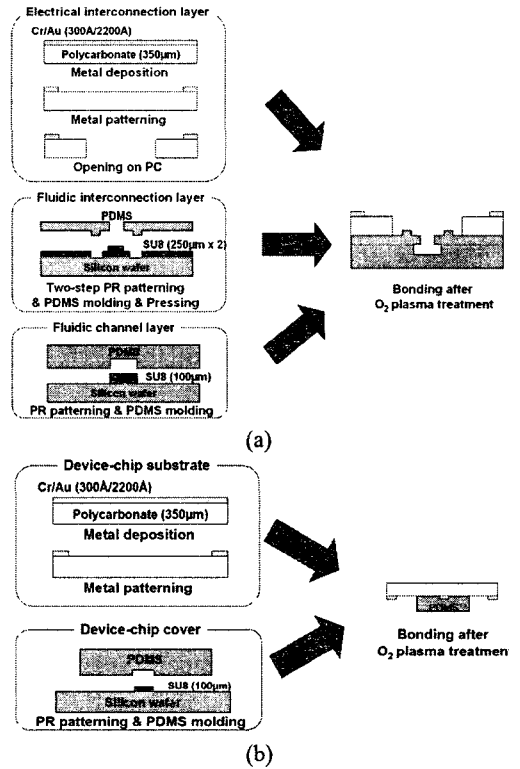 Electrical interconnection layer
Cr/Au (300Å/2200Å)
Polycarbonate (350μm)
Metal deposition
Metal patterning
Opening on PC
Fluidic interconnection layer
PDMS
SU8 (250μm x 2)
Silicon wafer
Two-step PR patterning
& PDMS molding & Pressing
Fluidic channel layer
PDMS
SU8 (100μm)
Silicon wafer
PR patterning & PDMS molding
Bonding after
O2 plasma treatment
(a)
Device-chip substrate
Cr/Au (300Å/2200Å)
Polycarbonate (350μm)
Metal deposition
Metal patterning
Device-chip cover
PDMS
SU8 (100μm)
Silicon wafer
PR patterning & PDMS molding
PDMS
Bonding after
O2 plasma treatment
(b)